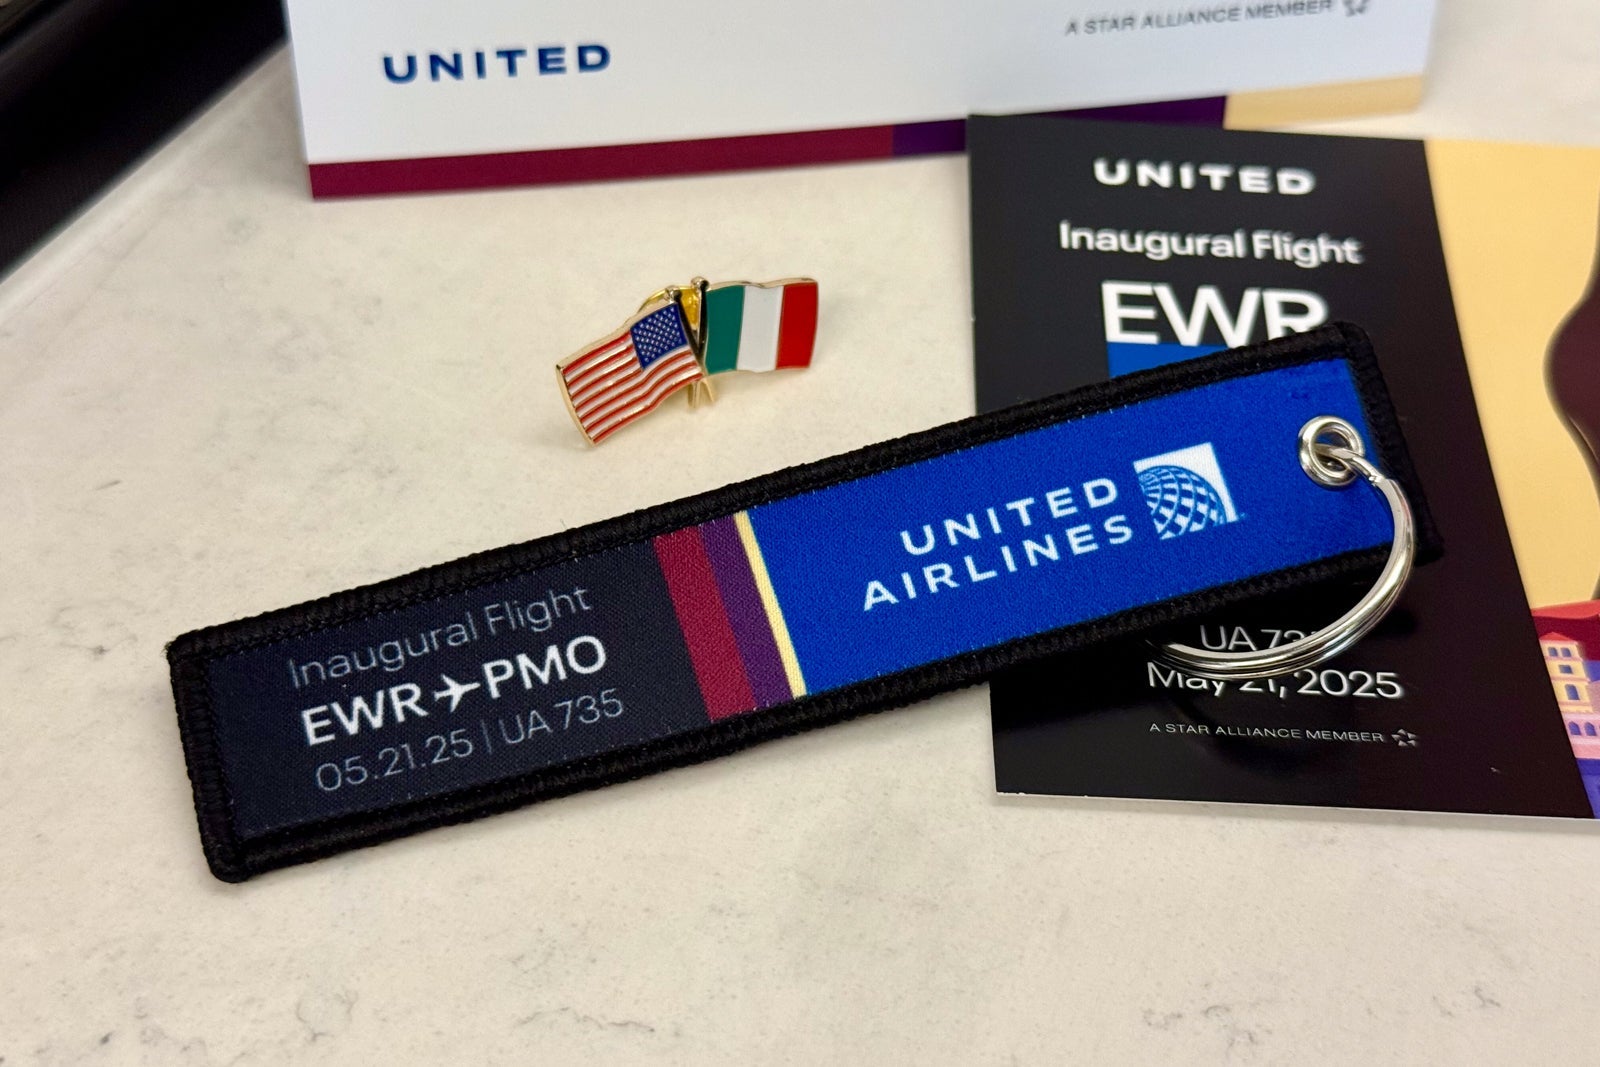 UNITED
A STAR ALLIANCE MEMBER
UNITED
Inaugural Flight
EWR
UNITED
AIRLINES
Inaugural Flight
EWR PMO
05.21.25 | UA 735
UA
May 21, 2025
A STAR ALLIANCE MEMBER